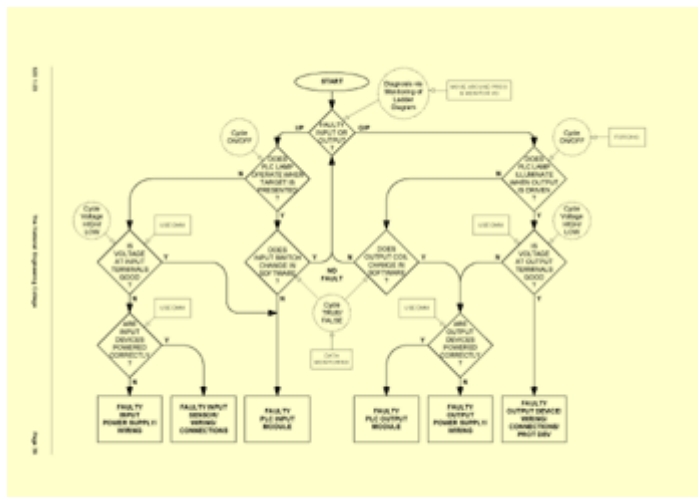 START
Diagnosis via
Monitoring of
Ladder
Diagram
FAULTY
INPUT OR
OUTPUT
?
I/P
O/P
Cycle
ON/OFF
Cycle
ON/OFF
FORCING
DOES
PLC LAMP
OPERATE WHEN
TARGET IS
PRESENTED
?
DOES
PLC LAMP
ILLUMINATE
WHEN OUTPUT
IS DRIVEN
?
N
Y
N
Y
Cycle
Voltage
HIGH/
LOW
USE DMM
USE DMM
Cycle
Voltage
HIGH/
LOW
IS
VOLTAGE
AT INPUT
TERMINALS
GOOD
?
Y
DOES
INPUT SWITCH
CHANGE IN
SOFTWARE
?
Y
NO
FAULT
N
DOES
OUTPUT COIL
CHANGE IN
SOFTWARE
?
Y
N
IS
VOLTAGE
AT OUTPUT
TERMINALS
GOOD
?
N
N
Y
USE DMM
Cycle
TRUE/
FALSE
USE DMM
ARE
INPUT
DEVICES
POWERED
CORRECTLY
?
Y
N
DATA
MONITORING
ARE
OUTPUT
DEVICES
POWERED
CORRECTLY
?
Y
N
FAULTY
INPUT
POWER SUPPLY/
WIRING
FAULTY INPUT
SENSOR/
WIRING/
CONNECTIONS
FAULTY
PLC INPUT
MODULE
FAULTY
PLC OUTPUT
MODULE
FAULTY
OUTPUT
POWER SUPPLY/
WIRING
FAULTY
OUTPUT DEVICE/
WIRING/
CONNECTIONS/
PROT DEV